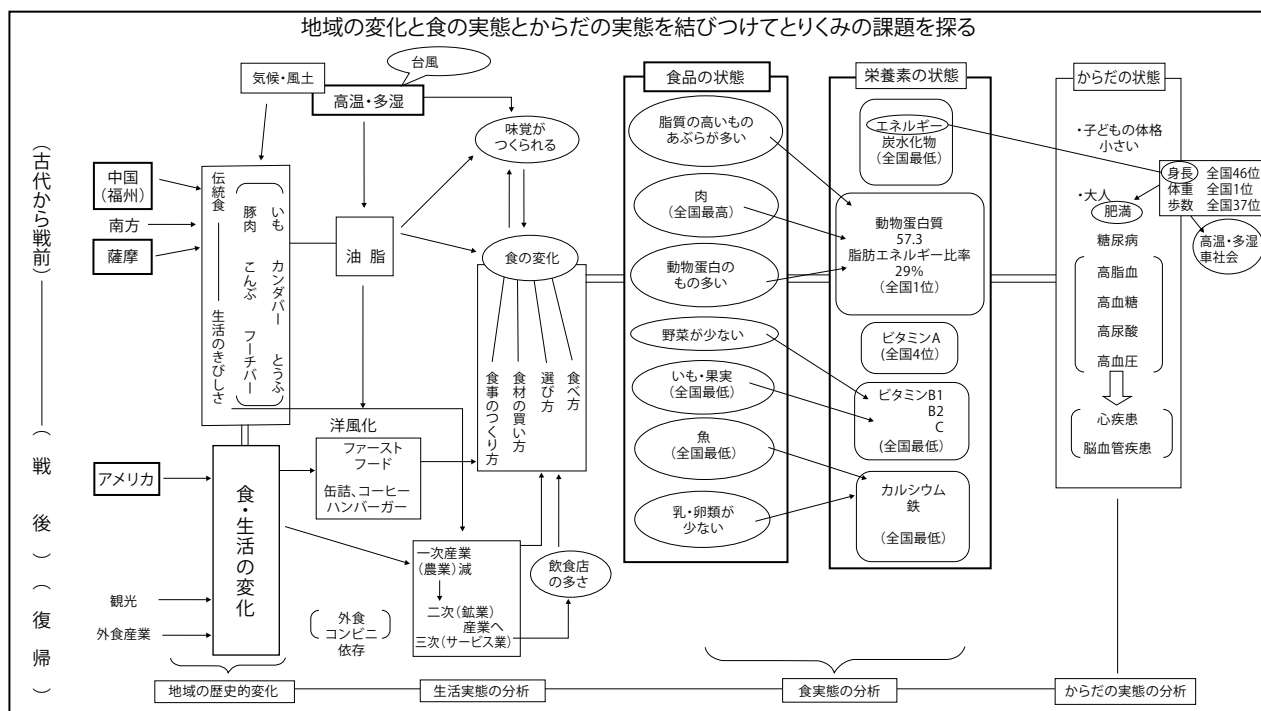 地域の変化と食の実態とからだの実態を結びつけてとりくみの課題を探る
（古代から戦前）
（戦後）
（復帰）
気候・風土
台風
高温・多湿
中国
（福州）
南方
薩摩
伝統食
生活のきびしさ
いも
カンダバー
とうふ
豚肉
こんぶ
フーチバー
油 脂
味覚が
つくられる
食の変化
食べ方
選び方
食材の買い方
食事のつくり方
アメリカ
観光
外食産業
食・生活の変化
洋風化
ファースト
フード
缶詰、コーヒー
ハンバーガー
外食
コンビニ
依存
一次産業
（農業）減
二次（鉱業）
産業へ
三次（サービス業）
飲食店
の多さ
食品の状態
脂質の高いもの
あぶらが多い
肉
（全国最高）
動物蛋白の
もの多い
野菜が少ない
いも・果実
（全国最低）
魚
（全国最低）
乳・卵類が
少ない
栄養素の状態
エネルギー
炭水化物
（全国最低）
動物蛋白質
57.3
脂肪エネルギー比率
29%
（全国1位）
ビタミンA
（全国4位）
ビタミンB1
B2
C
（全国最低）
カルシウム
鉄
（全国最低）
からだの状態
・子どもの体格
小さい
身長 全国46位
体重 全国1位
歩数 全国37位
・大人
肥満
高温・多湿
車社会
糖尿病
高脂血
高血糖
高尿酸
高血圧
心疾患
脳血管疾患
地域の歴史的変化
生活実態の分析
食実態の分析
からだの実態の分析